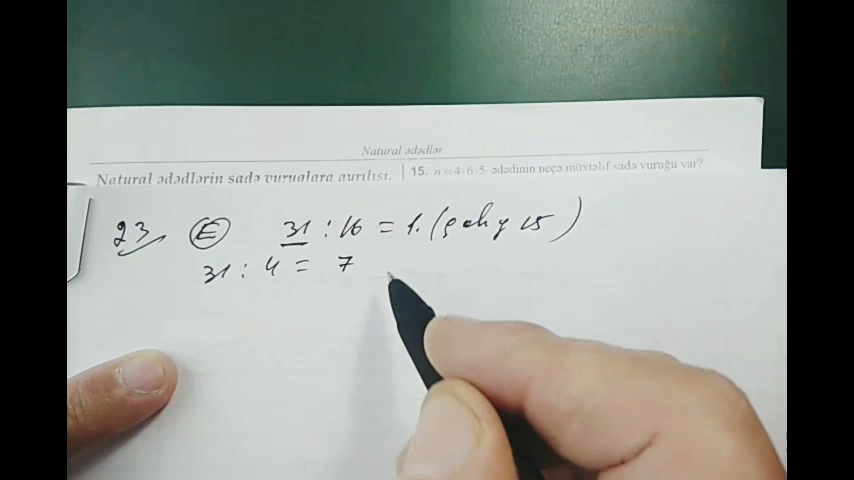 Natural ədədlər
Natural ədədlərin sadə vuruqlara ayrılışı.
15. n=4·6·5 ədədinin neçə müxtəlif sadə vuruğu var?
23 E 31 : 16 = 1. ( 15 )
31 : 4 = 7